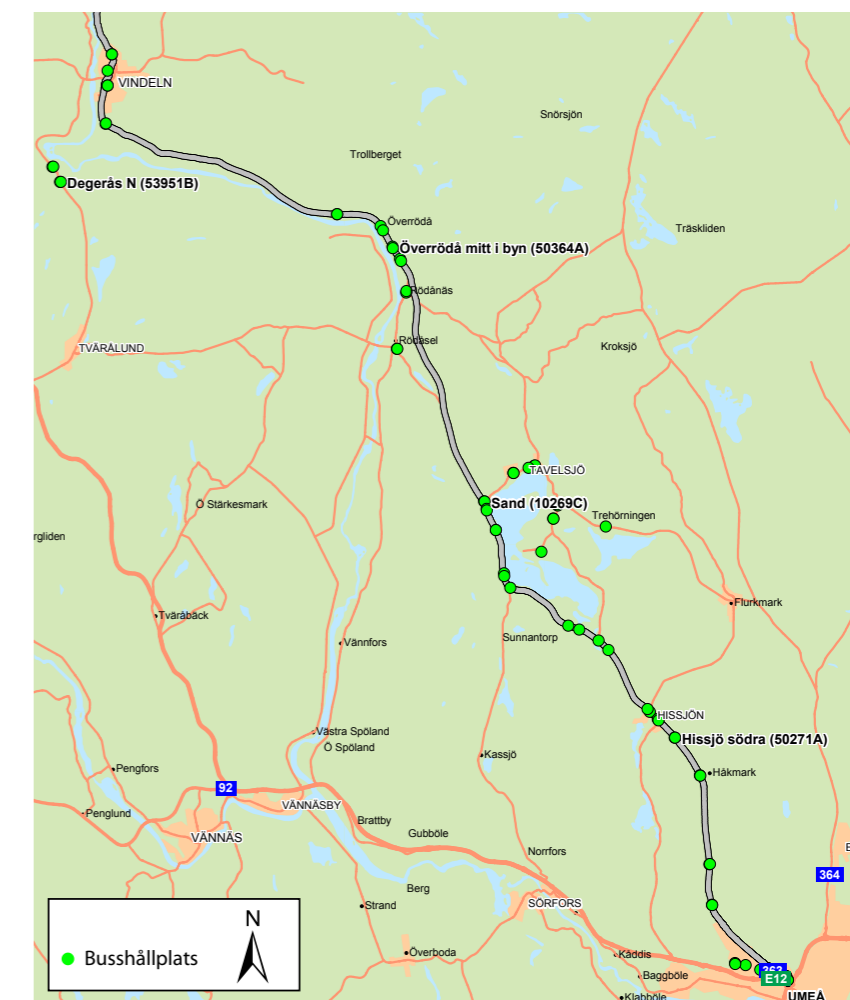 VINDELN
Snörsjön
Trollberget
Degerås N (53951B)
Överrödå
Träskliden
Överrödå mitt i byn (50364A)
Rödånäs
Rödåsel
TVÄRÅLUND
Kroksjö
TAVELSJÖ
Ö Stärkesmark
Sand (10269C)
Trehörningen
rgliden
Flurkmark
Tväråbäck
Sunnantorp
Vännfors
HISSJÖN
Västra Spöland
Hissjö södra (50271A)
Ö Spöland
Kassjö
Pengfors
Håkmark
92
VÄNNÄSBY
Penglund
Brattby
VÄNNÄS
Gubböle
Norrfors
364
Berg
SÖRFORS
Strand
N
Överboda
Käddis
Busshållplats
363
E12
Baggböle
Klabböle
UMEÅ